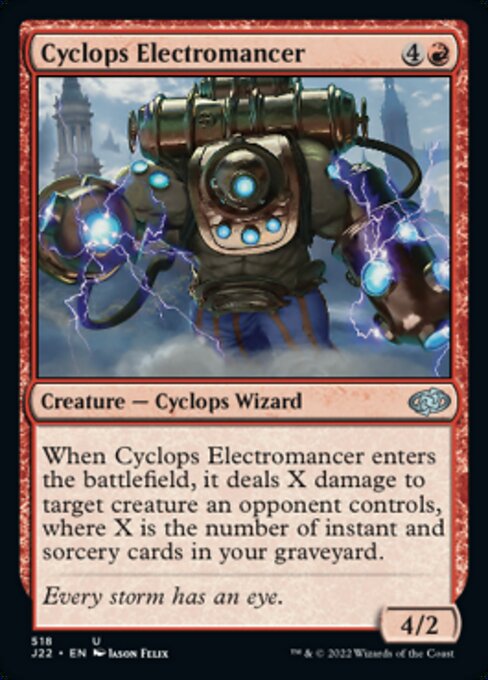 Cyclops Electromancer 4
Creature — Cyclops Wizard
When Cyclops Electromancer enters
the battlefield, it deals X damage to
target creature an opponent controls,
where X is the number of instant and
sorcery cards in your graveyard.
Every storm has an eye.
4/2
518 U
J22 • EN Jason Felix
™ & © 2022 Wizards of the Coast